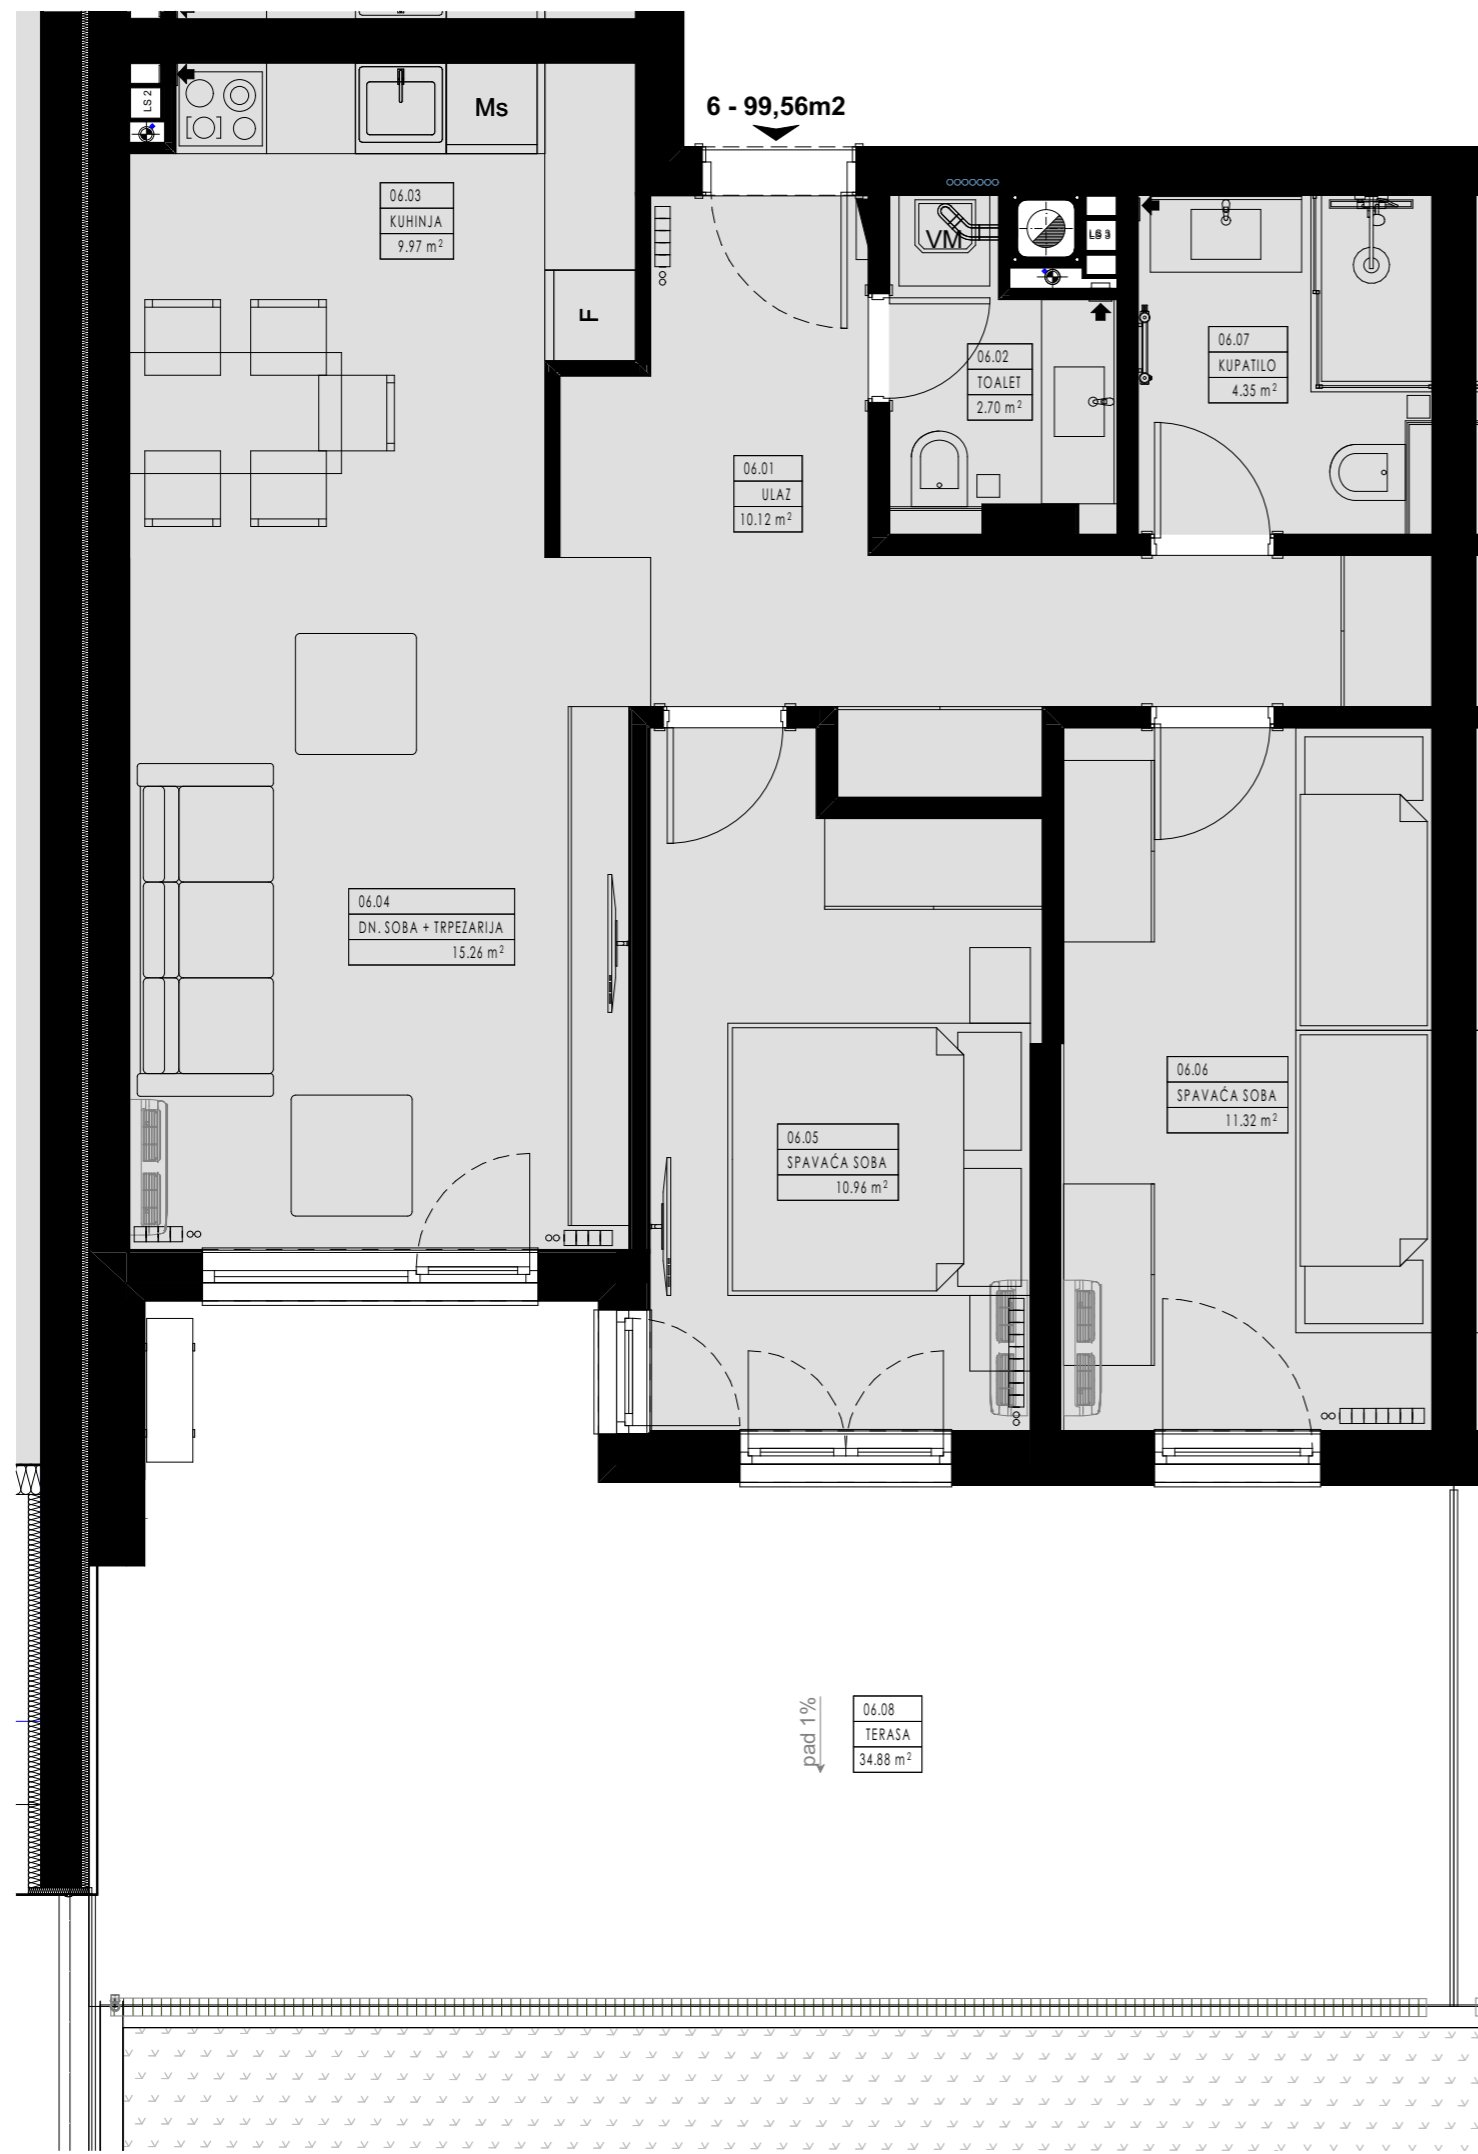 6 - 99,56m2
LS 2
Ms
06.03
KUHINJA
9.97 m²
F
VM
LS 3
06.02
TOALET
2.70 m²
06.07
KUPATILO
4.35 m²
06.01
ULAZ
10.12 m²
06.04
DN. SOBA + TRPEZARIJA
15.26 m²
06.05
SPAVAĆA SOBA
10.96 m²
06.06
SPAVAĆA SOBA
11.32 m²
pad 1%
06.08
TERASA
34.88 m²